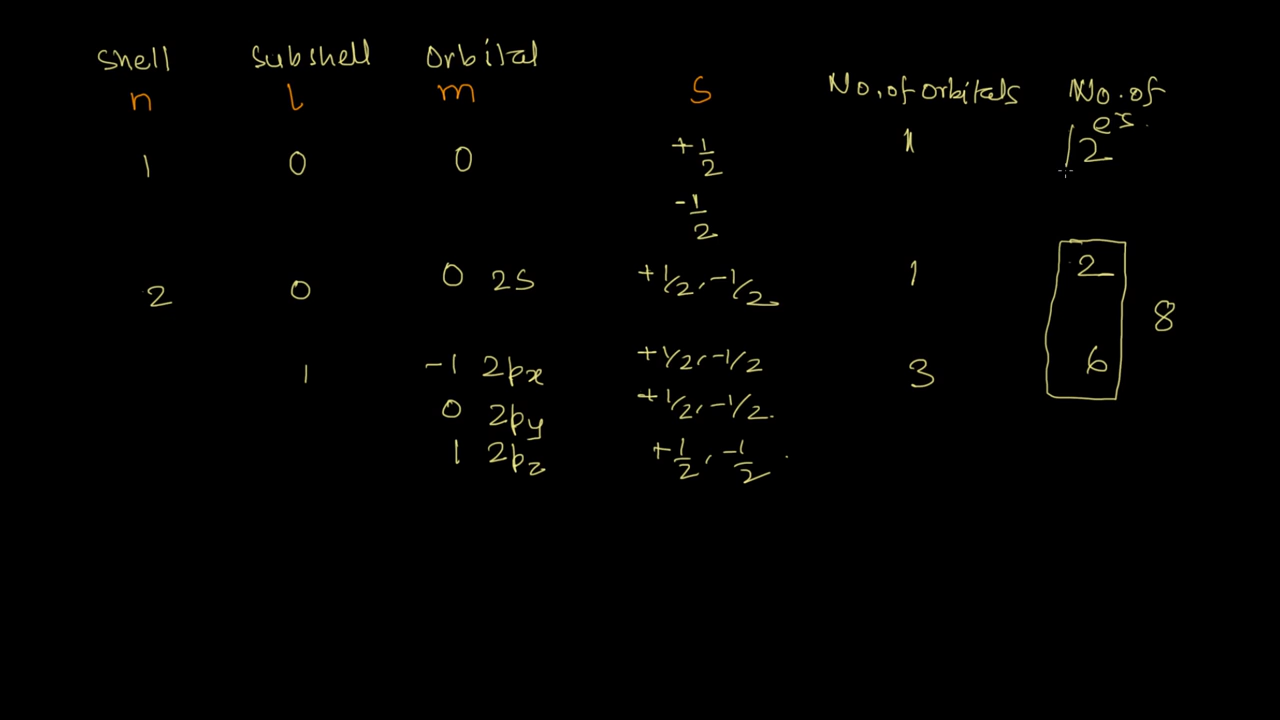 Shell Subshell Orbital
n l m s No. of orbitals No. of es.
1 0 0 +1/2 1 2
-1/2
2 0 0 2s +1/2, -1/2 1 2
8
1 -1 2px +1/2, -1/2 3 6
0 2py +1/2, -1/2.
1 2pz +1/2, -1/2.